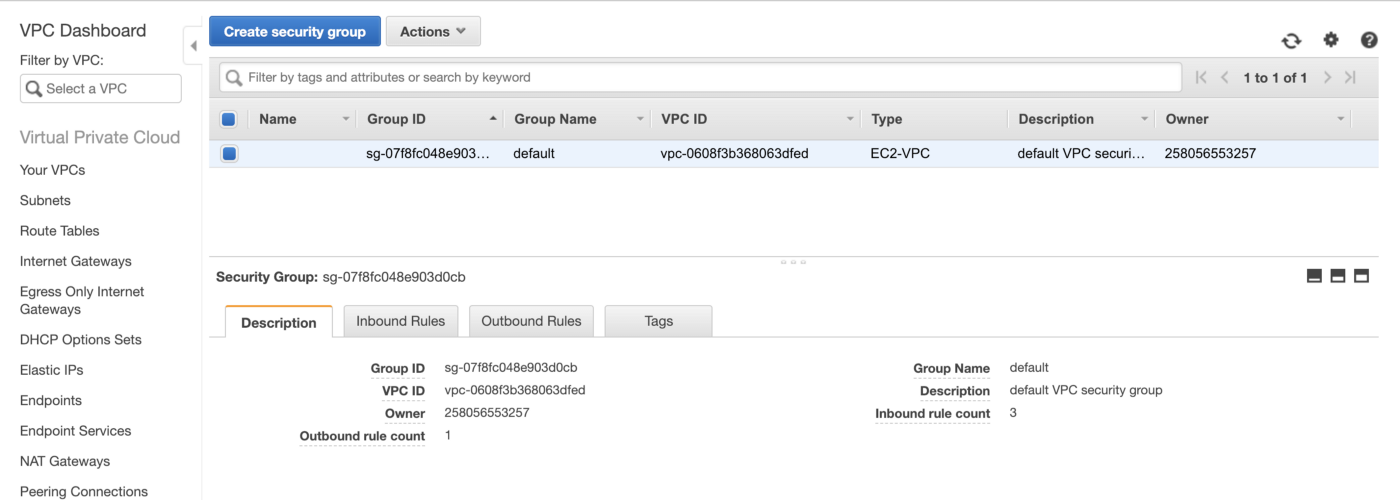 VPC Dashboard
Filter by VPC:
Select a VPC
Virtual Private Cloud
Your VPCs
Subnets
Route Tables
Internet Gateways
Egress Only Internet
Gateways
DHCP Options Sets
Elastic IPs
Endpoints
Endpoint Services
NAT Gateways
Peering Connections
Create security group Actions
Filter by tags and attributes or search by keyword 1 to 1 of 1
Name Group ID Group Name VPC ID Type Description Owner
sg-07f8fc048e903... default vpc-0608f3b368063dfed EC2-VPC default VPC securi... 258056553257
Security Group: sg-07f8fc048e903d0cb
Description Inbound Rules Outbound Rules Tags
Group ID sg-07f8fc048e903d0cb Group Name default
VPC ID vpc-0608f3b368063dfed Description default VPC security group
Owner 258056553257 Inbound rule count 3
Outbound rule count 1